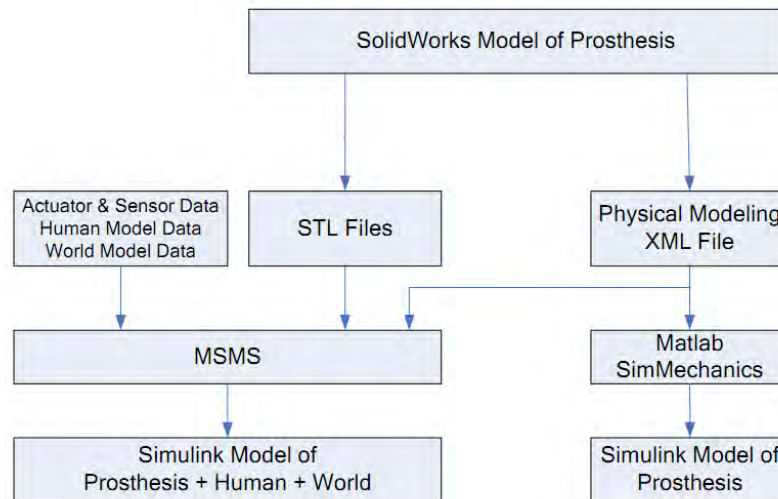 SolidWorks Model of Prosthesis
Actuator & Sensor Data
Human Model Data
World Model Data
STL Files
Physical Modeling
XML File
MSMS
Matlab
SimMechanics
Simulink Model of
Prosthesis + Human + World
Simulink Model of
Prosthesis